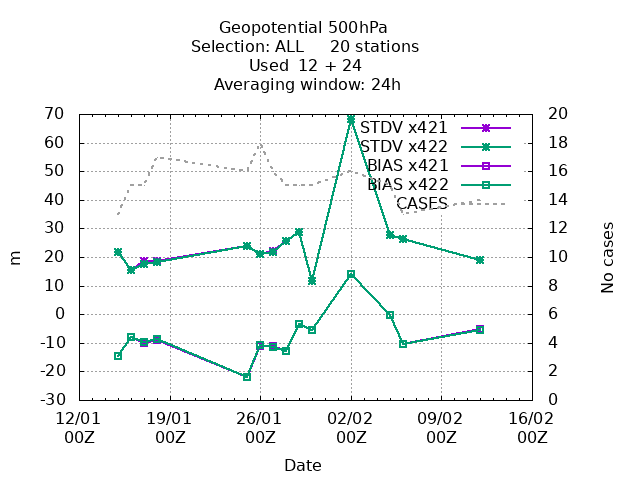 Geopotential 500hPa
Selection: ALL 20 stations
Used 12 + 24
Averaging window: 24h
70 20
60 18
50 16
40 14
30 12
20 10
10 8
0 6
-10 4
-20 2
-30 0
STDV x421
STDV x422
BIAS x421
BIAS x422
CASES
m
No cases
12/01 19/01 26/01 02/02 09/02 16/02
00Z 00Z 00Z 00Z 00Z 00Z
Date